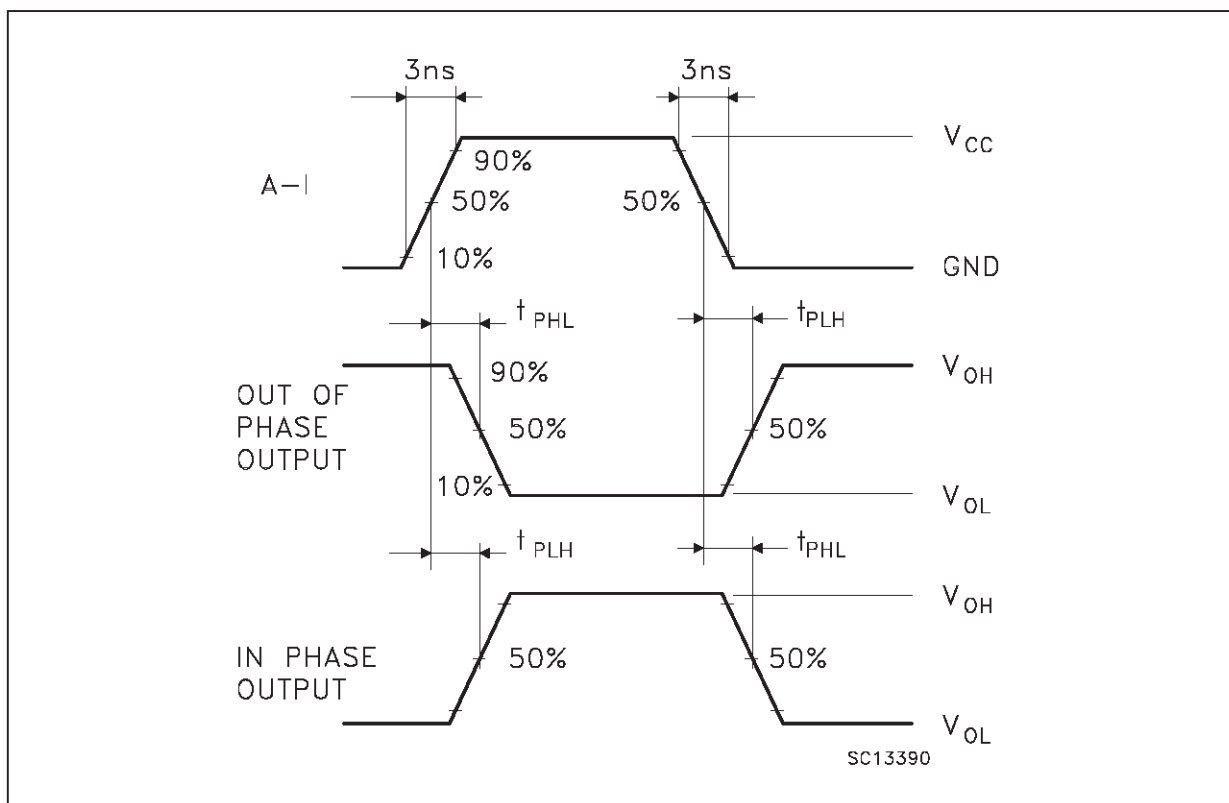 3ns 3ns
V CC
90%
A-I
50% 50%
10%
GND
t PHL t PLH
V OH
90%
OUT OF
PHASE
OUTPUT
50% 50%
10%
V OL
t PLH t PHL
V OH
IN PHASE
OUTPUT
50% 50%
V OL
SC13390